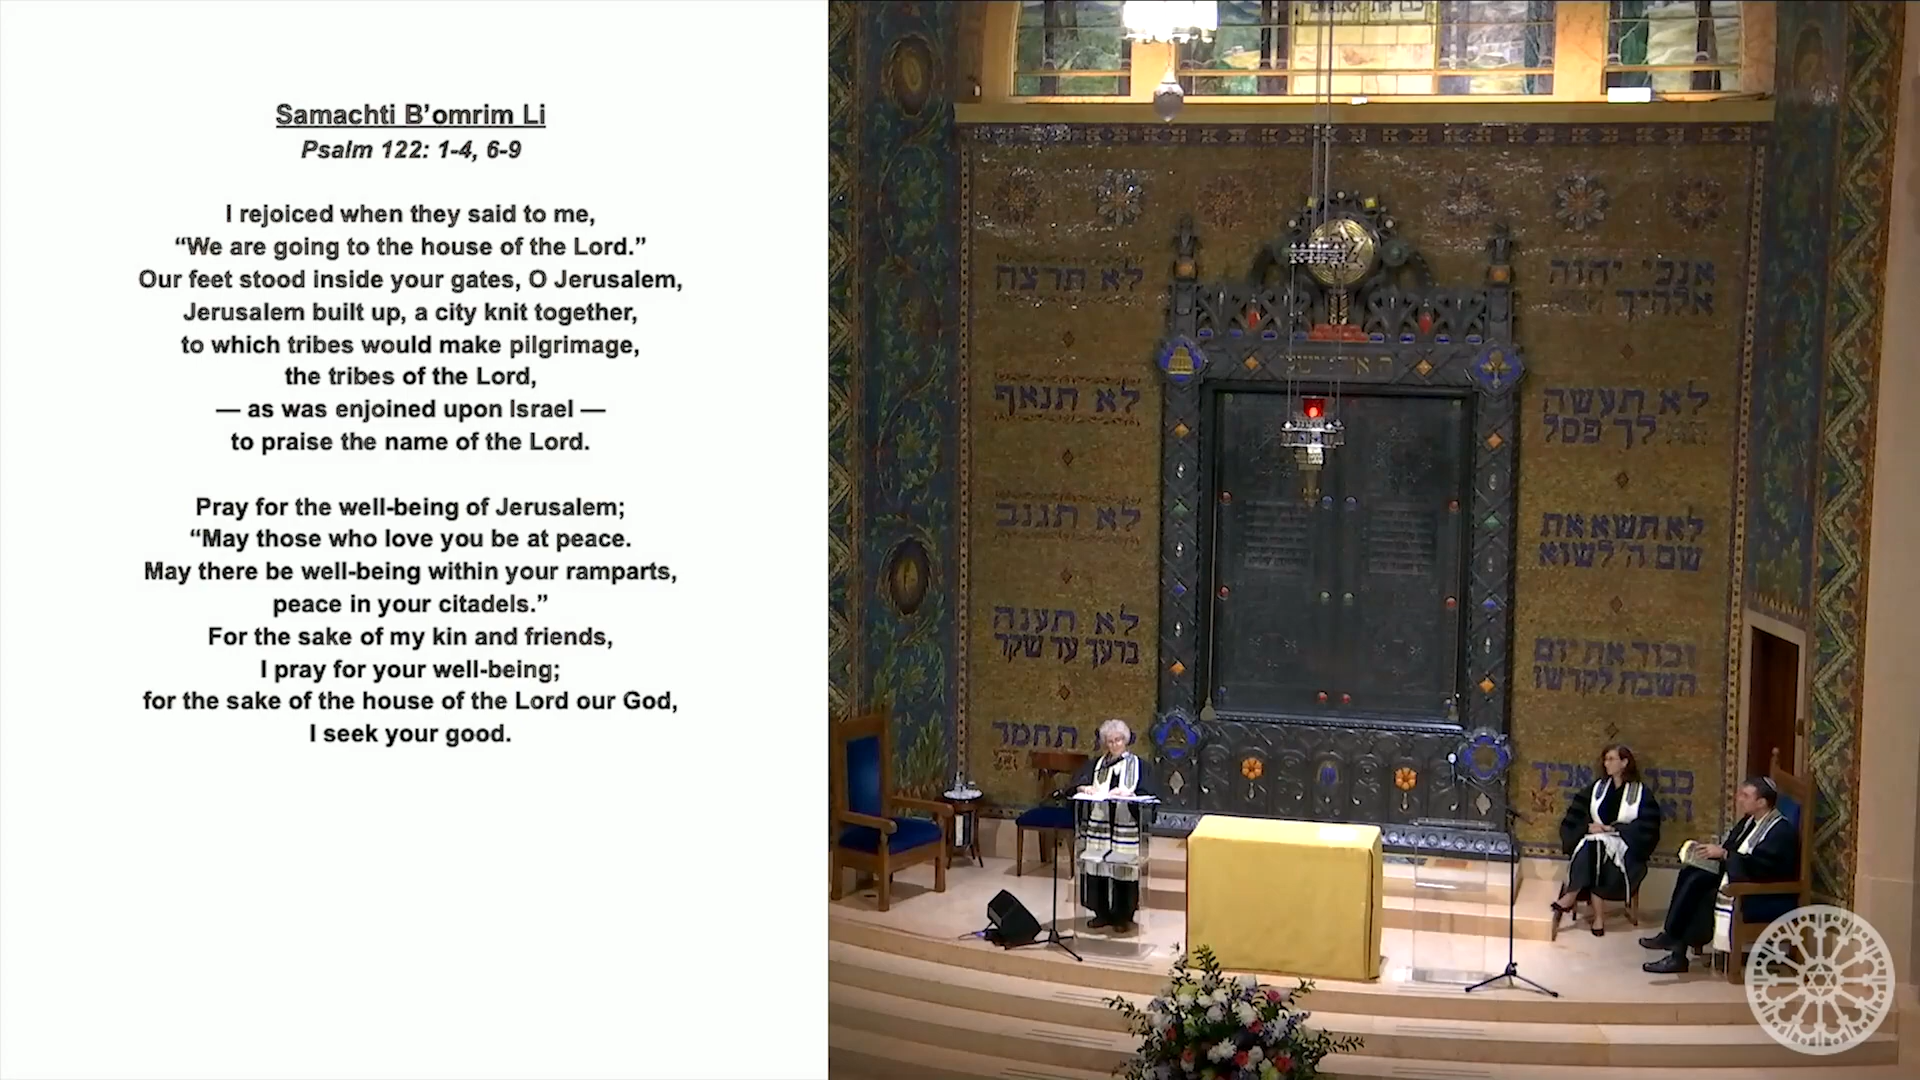 Samachti B’omrim Li
Psalm 122: 1-4, 6-9
I rejoiced when they said to me,
“We are going to the house of the Lord.”
Our feet stood inside your gates, O Jerusalem,
Jerusalem built up, a city knit together,
to which tribes would make pilgrimage,
the tribes of the Lord,
— as was enjoined upon Israel —
to praise the name of the Lord.
Pray for the well-being of Jerusalem;
“May those who love you be at peace.
May there be well-being within your ramparts,
peace in your citadels.”
For the sake of my kin and friends,
I pray for your well-being;
for the sake of the house of the Lord our God,
I seek your good.
אנכי יהוה
אלהיך
לא תעשה
לך פסל
לא תשא את
שם ה׳ לשוא
זכור את יום
השבת לקדשו
אביך
לא תרצח
לא תנאף
לא תגנב
לא תענה
ברעך עד שקר
תחמד